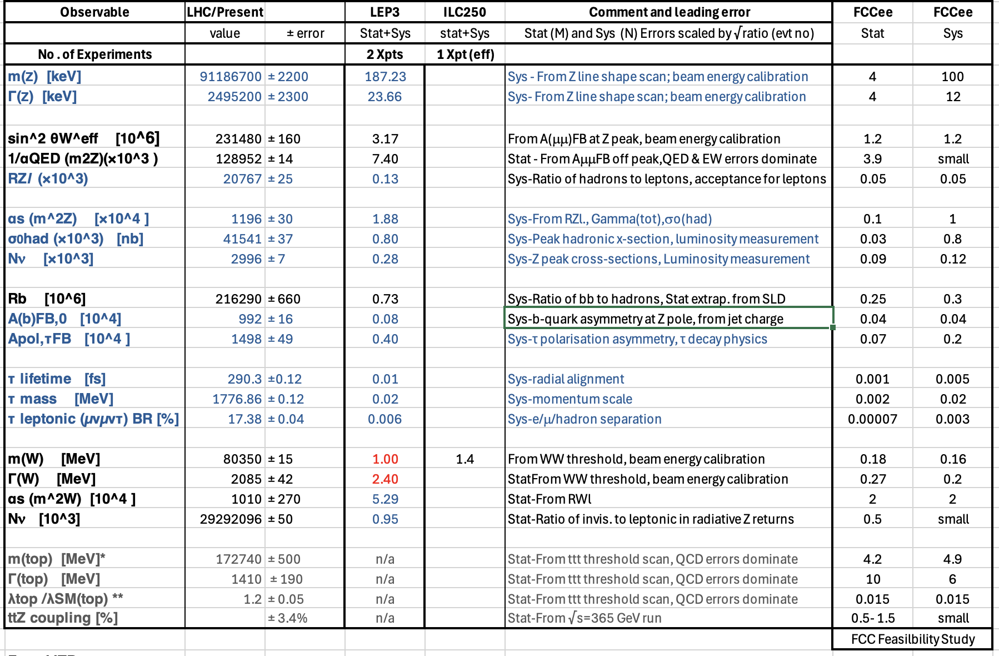 Observable LHC/Present LEP3 ILC250 Comment and leading error FCCee FCCee
value ± error Stat+Sys stat+Sys Stat (M) and Sys (N) Errors scaled by √ratio (evt no) Stat Sys
No . of Experiments 2 Xpts 1 Xpt (eff)
m(Z) [keV] 91186700 ± 2200 187.23 Sys - From Z line shape scan; beam energy calibration 4 100
Γ(Z) [keV] 2495200 ± 2300 23.66 Sys- From Z line shape scan; beam energy calibration 4 12
sin^2 θW^eff [10^6] 231480 ± 160 3.17 From A(μμ)FB at Z peak, beam energy calibration 1.2 1.2
1/αQED (m2Z)(×10^3 ) 128952 ± 14 7.40 Stat - From AμμFB off peak,QED & EW errors dominate 3.9 small
RZl (×10^3) 20767 ± 25 0.13 Sys-Ratio of hadrons to leptons, acceptance for leptons 0.05 0.05
αs (m^2Z) [×10^4 ] 1196 ± 30 1.88 Sys-From RZl., Gamma(tot),σo(had) 0.1 1
σ0had (×10^3) [nb] 41541 ± 37 0.80 Sys-Peak hadronic x-section, luminosity measurement 0.03 0.8
Nν [×10^3] 2996 ± 7 0.28 Sys-Z peak cross-sections, Luminosity measurement 0.09 0.12
Rb [10^6] 216290 ± 660 0.73 Sys-Ratio of bb to hadrons, Stat extrap. from SLD 0.25 0.3
A(b)FB,0 [10^4] 992 ± 16 0.08 Sys-b-quark asymmetry at Z pole, from jet charge 0.04 0.04
Apol,τFB [10^4 ] 1498 ± 49 0.40 Sys-τ polarisation asymmetry, τ decay physics 0.07 0.2
τ lifetime [fs] 290.3 ±0.12 0.01 Sys-radial alignment 0.001 0.005
τ mass [MeV] 1776.86 ± 0.12 0.02 Sys-momentum scale 0.002 0.02
τ leptonic (μνμντ) BR [%] 17.38 ± 0.04 0.006 Sys-e/μ/hadron separation 0.00007 0.003
m(W) [MeV] 80350 ± 15 1.00 1.4 From WW threshold, beam energy calibration 0.18 0.16
Γ(W) [MeV] 2085 ± 42 2.40 StatFrom WW threshold, beam energy calibration 0.27 0.2
αs (m^2W) [10^4 ] 1010 ± 270 5.29 Stat-From RWl 2 2
Nν [10^3] 29292096 ± 50 0.95 Stat-Ratio of invis. to leptonic in radiative Z returns 0.5 small
m(top) [MeV]* 172740 ± 500 n/a Stat-From ttt threshold scan, QCD errors dominate 4.2 4.9
Γ(top) [MeV] 1410 ± 190 n/a Stat-From ttt threshold scan, QCD errors dominate 10 6
λtop /λSM(top) ** 1.2 ± 0.05 n/a Stat-From ttt threshold scan, QCD errors dominate 0.015 0.015
ttZ coupling [%] ± 3.4% n/a Stat-From √s=365 GeV run 0.5- 1.5 small
FCC Feasilbility Study